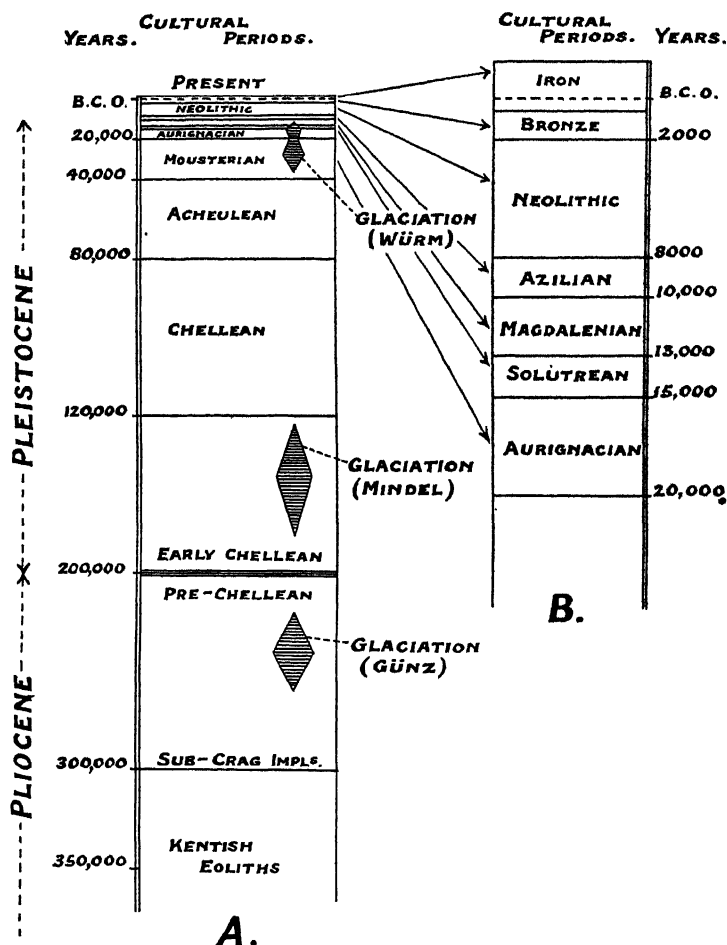 YEARS.
CULTURAL
PERIODS.
PRESENT
B.C.O.
NEOLITHIC
20,000
AURIGNACIAN
MOUSTERIAN
40,000
ACHEULEAN
80,000
CHELLEAN
120,000
EARLY CHELLEAN
200,000
PRE-CHELLEAN
SUB-CRAG IMPLS.
300,000
KENTISH
EOLITHS
350,000
PLEISTOCENE
PLIOCENE
GLACIATION
(WÜRM)
GLACIATION
(MINDEL)
GLACIATION
(GÜNZ)
A.
CULTURAL
PERIODS.
YEARS.
IRON
B.C.O.
BRONZE
2000
NEOLITHIC
8000
AZILIAN
10,000
MAGDALENIAN
13,000
SOLUTREAN
15,000
AURIGNACIAN
20,000.
B.